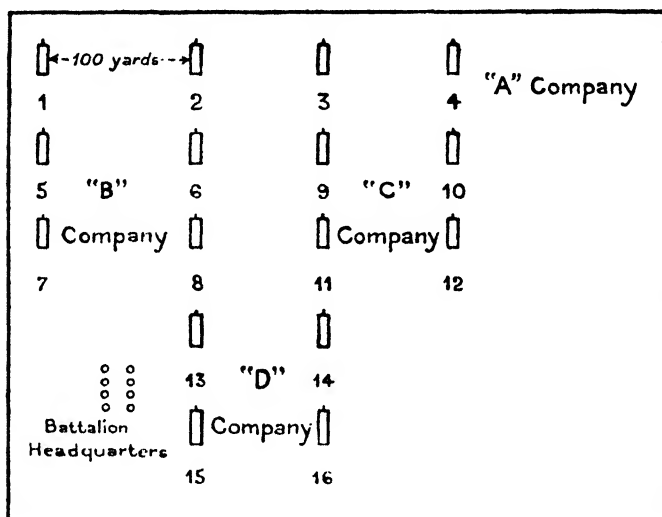 100 yards
1 2 3 4
"A" Company
5 "B" 6 9 "C" 10
Company Company
7 8 11 12
13 "D" 14
Battalion Company
Headquarters
15 16